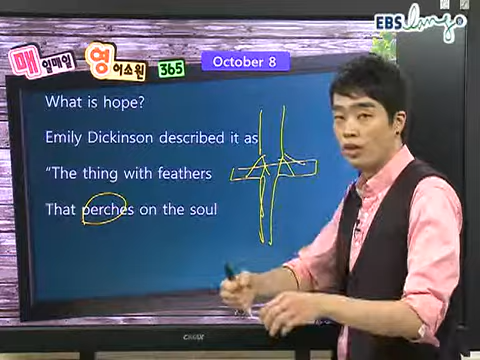 EBS lang
매일매일 영어소원 365
October 8
What is hope?
Emily Dickinson described it as
"The thing with feathers
That perches on the soul